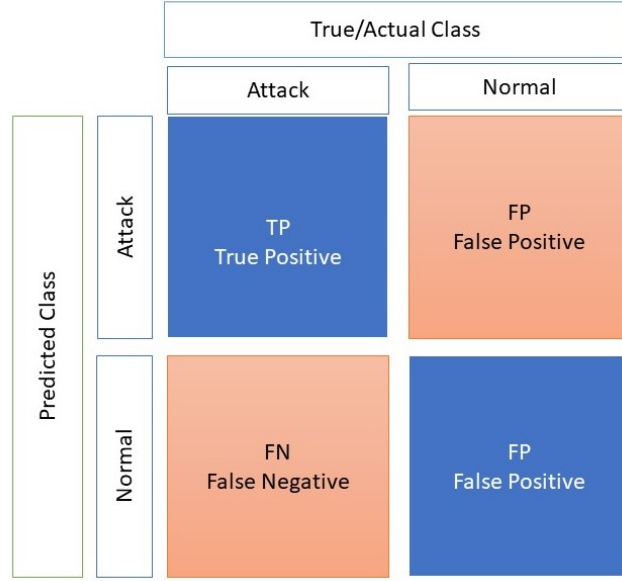 True/Actual Class
Attack
Normal
Predicted Class
Attack
TP
True Positive
FP
False Positive
Normal
FN
False Negative
FP
False Positive